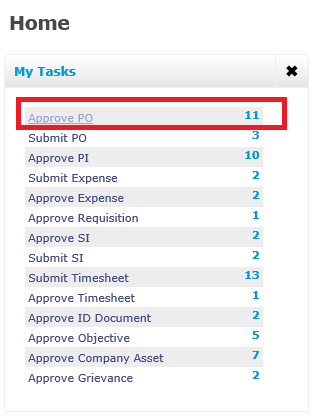 Home
My Tasks ✖
Approve PO 11
Submit PO 3
Approve PI 10
Submit Expense 2
Approve Expense 2
Approve Requisition 1
Approve SI 2
Submit SI 2
Submit Timesheet 13
Approve Timesheet 1
Approve ID Document 2
Approve Objective 5
Approve Company Asset 7
Approve Grievance 2